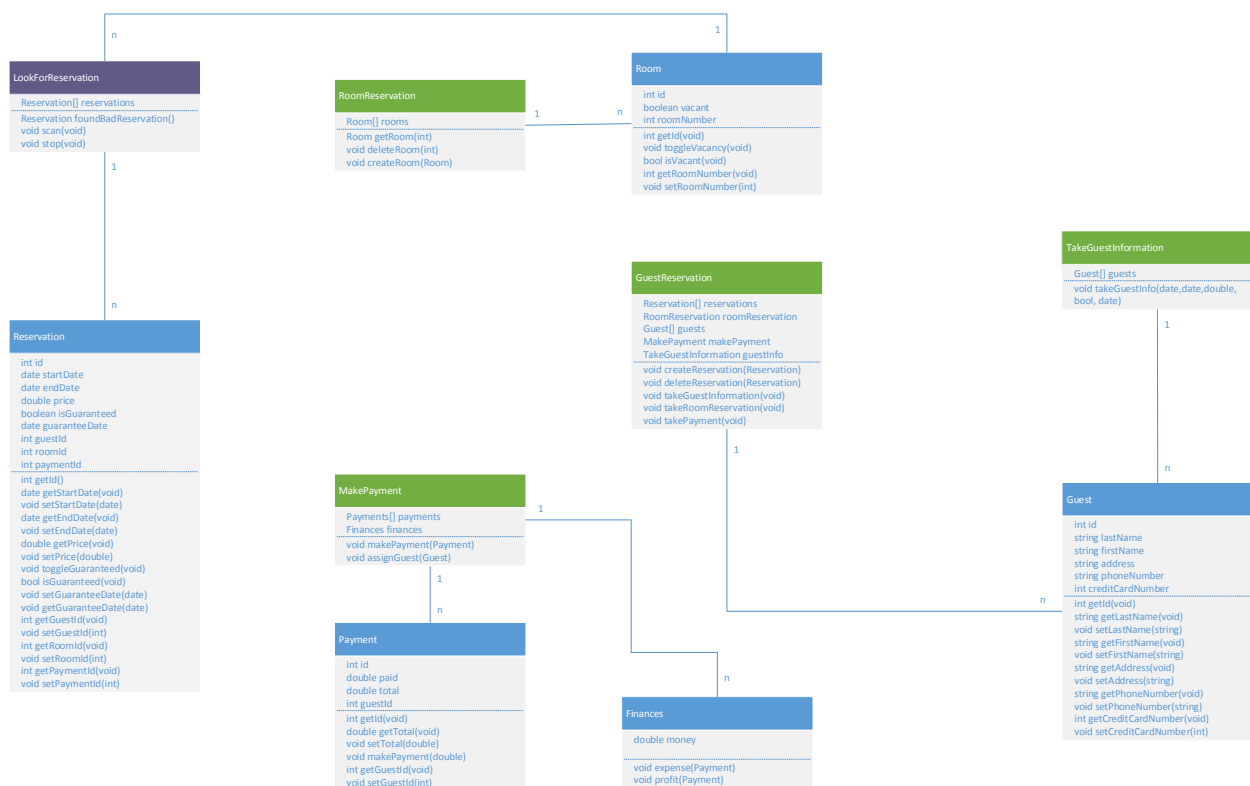 n
1
LookForReservation
Reservation[] reservations
Reservation foundBadReservation()
void scan(void)
void stop(void)
1
n
RoomReservation
Room[] rooms
Room getRoom(int)
void deleteRoom(int)
void createRoom(Room)
1
n
Room
int id
boolean vacant
int roomNumber
int getId(void)
void toggleVacancy(void)
bool isVacant(void)
int getRoomNumber(void)
void setRoomNumber(int)
TakeGuestInformation
Guest[] guests
void takeGuestInfo(date,date,double,
bool, date)
1
n
GuestReservation
Reservation[] reservations
RoomReservation roomReservation
Guest[] guests
MakePayment makePayment
TakeGuestInformation guestInfo
void createReservation(Reservation)
void deleteReservation(Reservation)
void takeGuestInformation(void)
void takeRoomReservation(void)
void takePayment(void)
1
n
Reservation
int id
date startDate
date endDate
double price
boolean isGuaranteed
date guaranteeDate
int guestId
int roomId
int paymentId
int getId()
date getStartDate(void)
void setStartDate(date)
date getEndDate(void)
void setEndDate(date)
double getPrice(void)
void setPrice(double)
void toggleGuaranteed(void)
bool isGuaranteed(void)
void setGuaranteeDate(date)
void getGuaranteeDate(date)
int getGuestId(void)
void setGuestId(int)
int getRoomId(void)
void setRoomId(int)
int getPaymentId(void)
void setPaymentId(int)
MakePayment
Payments[] payments
Finances finances
void makePayment(Payment)
void assignGuest(Guest)
1
1
n
n
Payment
int id
double paid
double total
int guestId
int getId(void)
double getTotal(void)
void setTotal(double)
void makePayment(double)
int getGuestId(void)
void setGuestId(int)
Finances
double money
void expense(Payment)
void profit(Payment)
Guest
int id
string lastName
string firstName
string address
string phoneNumber
int creditCardNumber
int getId(void)
string getLastName(void)
void setLastName(string)
string getFirstName(void)
void setFirstName(string)
string getAddress(void)
void setAddress(string)
string getPhoneNumber(void)
void setPhoneNumber(string)
int getCreditCardNumber(void)
void setCreditCardNumber(int)